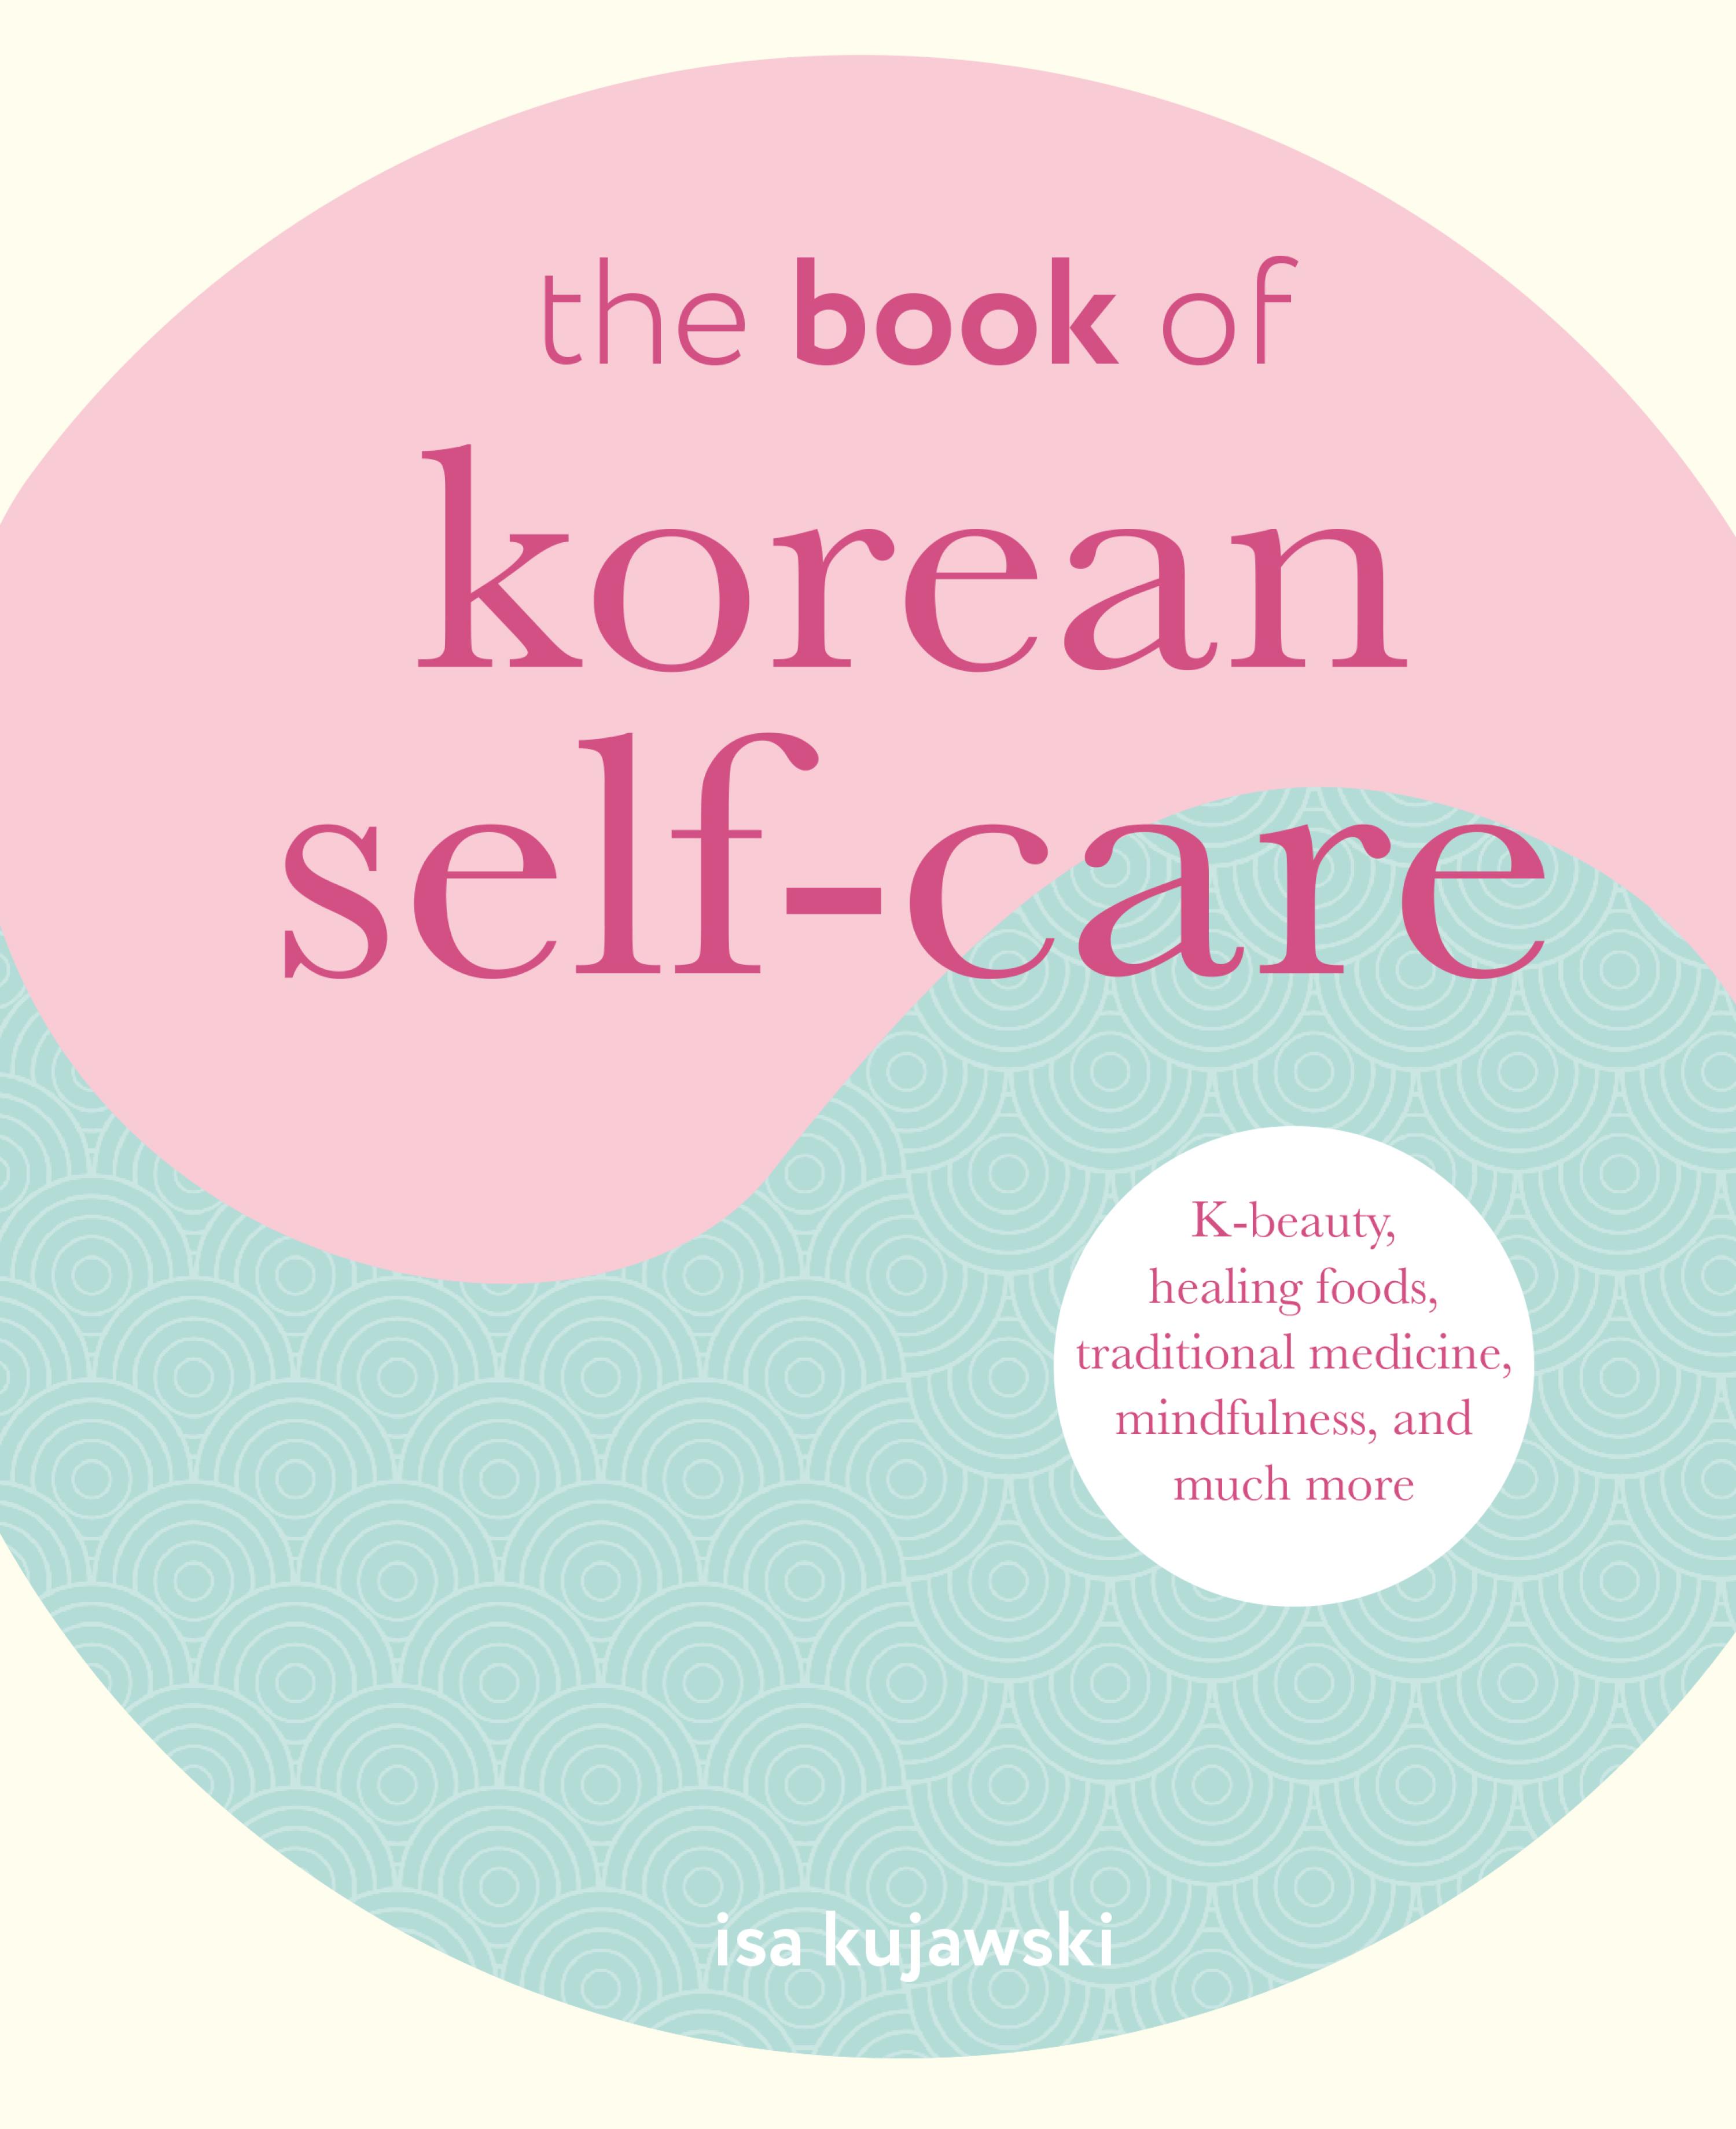 the book of
korean
self-care
K-beauty,
healing foods,
traditional medicine,
mindfulness, and
much more
isa kujawski